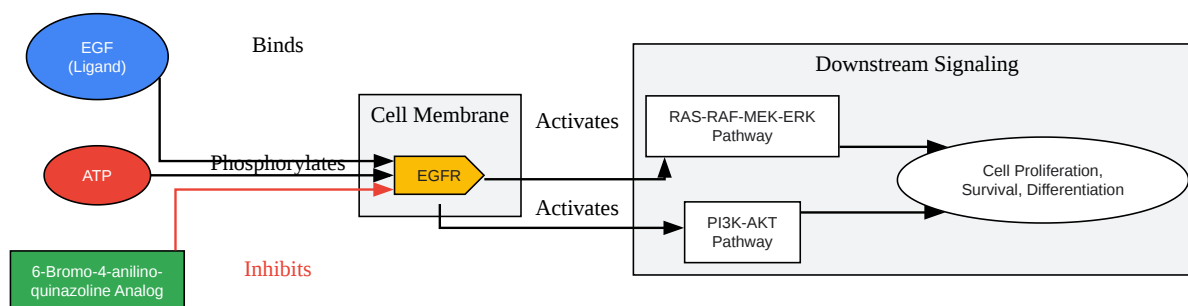 EGF
(Ligand)
Binds
Downstream Signaling
Cell Membrane
Activates
RAS-RAF-MEK-ERK
Pathway
Phosphorylates
ATP
EGFR
Cell Proliferation,
Survival, Differentiation
Activates
PI3K-AKT
Pathway
6-Bromo-4-anilino-
quinazoline Analog
Inhibits